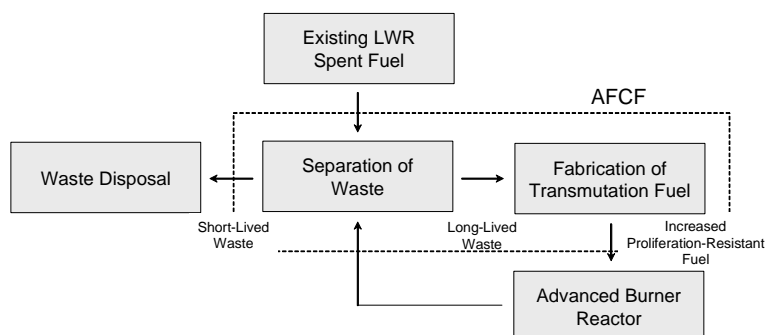 Existing LWR
Spent Fuel
AFCF
Waste Disposal
Separation of
Waste
Fabrication of
Transmutation Fuel
Short-Lived
Waste
Long-Lived
Waste
Increased
Proliferation-Resistant
Fuel
Advanced Burner
Reactor